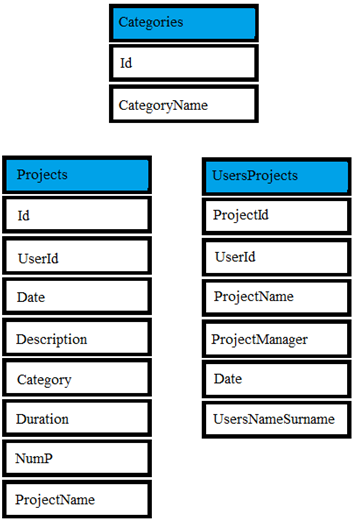 Categories
Id
CategoryName
Projects
Id
UserId
Date
Description
Category
Duration
NumP
ProjectName
UsersProjects
ProjectId
UserId
ProjectName
ProjectManager
Date
UsersNameSurname